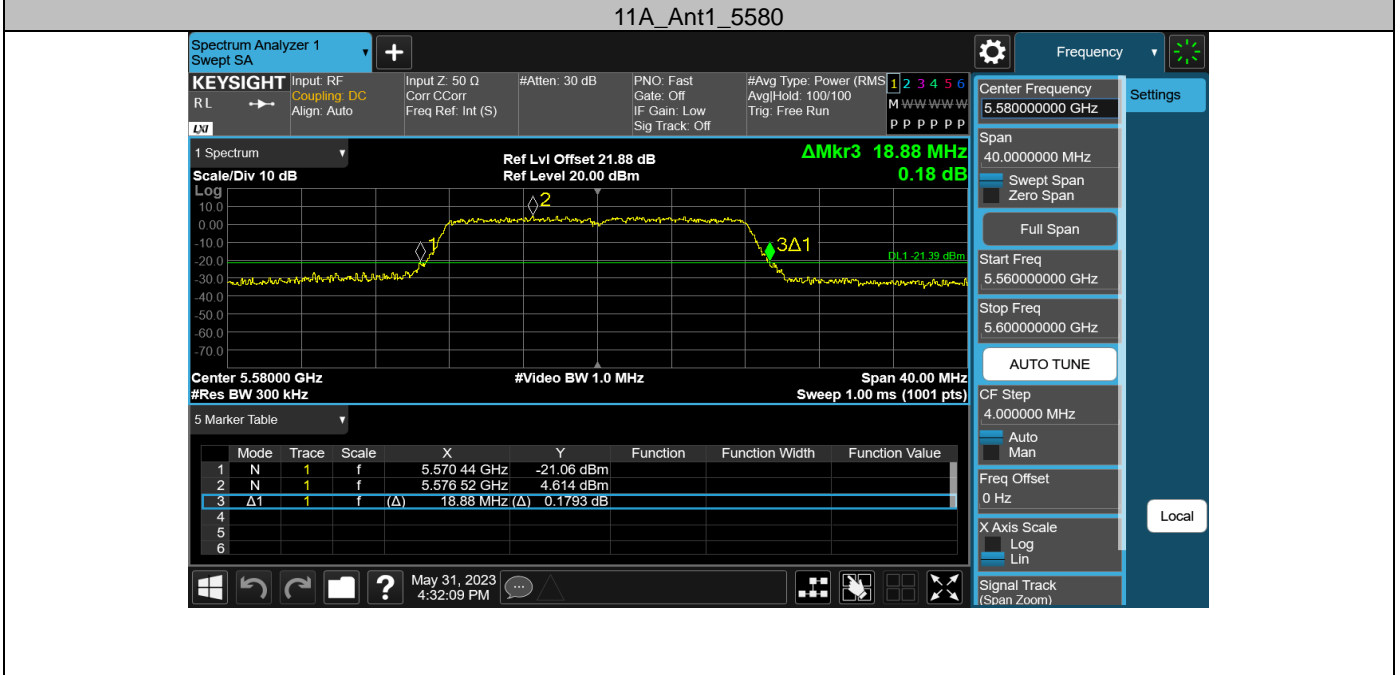 11A_Ant1_5580
Spectrum Analyzer 1
Swept SA
+
Frequency
KEYSIGHT
R L
LXI
Input: RF
Coupling: DC
Align: Auto
Input Z: 50 Ω
Corr CCorr
Freq Ref: Int (S)
#Atten: 30 dB
PNO: Fast
Gate: Off
IF Gain: Low
Sig Track: Off
#Avg Type: Power (RMS
Avg|Hold: 100/100
Trig: Free Run
1 2 3 4 5 6
M W W W W W
P P P P P P
1 Spectrum
Scale/Div 10 dB
Ref Lvl Offset 21.88 dB
Ref Level 20.00 dBm
ΔMkr3 18.88 MHz
0.18 dB
Log
10.0
0.00
-10.0
-20.0
-30.0
-40.0
-50.0
-60.0
-70.0
1
2
3Δ1
DL1 -21.39 dBm
Center 5.58000 GHz
#Video BW 1.0 MHz
Span 40.00 MHz
#Res BW 300 kHz
Sweep 1.00 ms (1001 pts)
5 Marker Table
Mode Trace Scale X Y Function Function Width Function Value
1 N 1 f 5.570 44 GHz -21.06 dBm
2 N 1 f 5.576 52 GHz 4.614 dBm
3 Δ1 1 f (Δ) 18.88 MHz (Δ) 0.1793 dB
4
5
6
?
May 31, 2023
4:32:09 PM
Center Frequency
5.580000000 GHz
Settings
Span
40.0000000 MHz
Swept Span
Zero Span
Full Span
Start Freq
5.560000000 GHz
Stop Freq
5.600000000 GHz
AUTO TUNE
CF Step
4.000000 MHz
Auto
Man
Freq Offset
0 Hz
X Axis Scale
Log
Lin
Signal Track
(Span Zoom)
Local